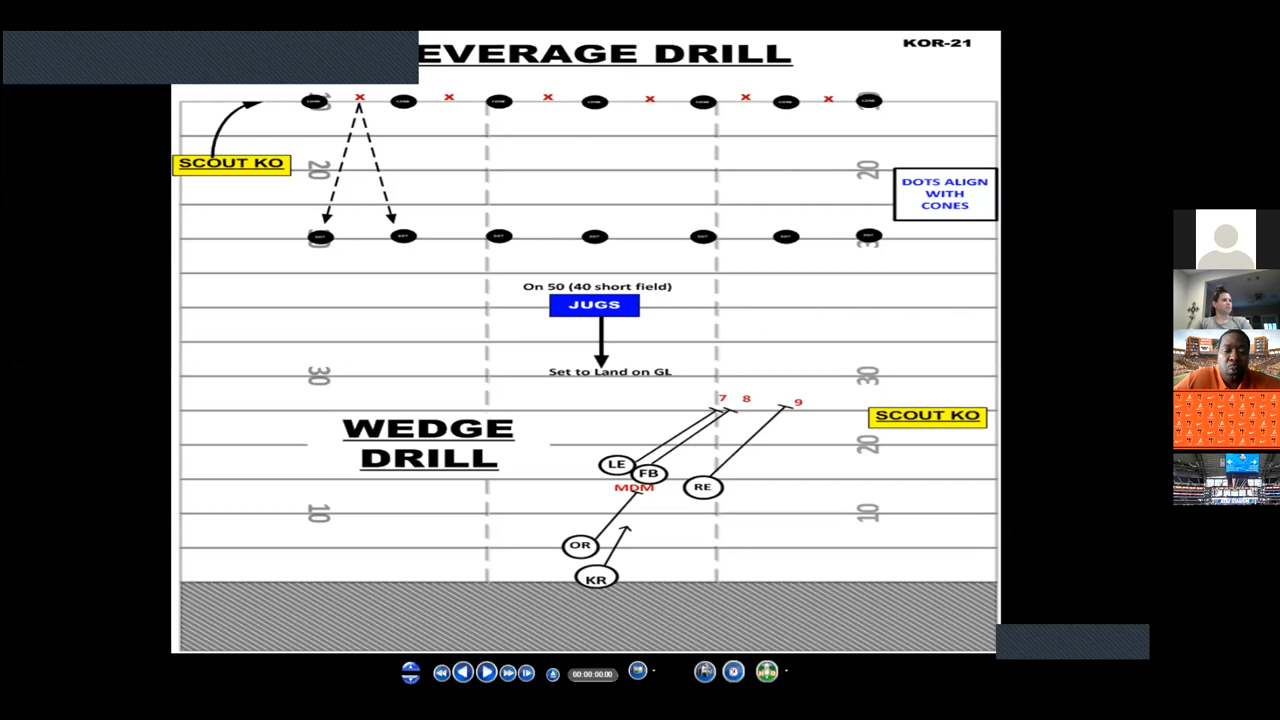 EVERAGE DRILL
KOR-21
x x x x x x
SCOUT KO
20
20
DOTS ALIGN
WITH
CONES
On 50 (40 short field)
JUGS
Set to Land on GL
30
30
7 8 9
SCOUT KO
WEDGE
DRILL
20
LE
FB
MDM
RE
10
10
OR
KR
00:00:00.00